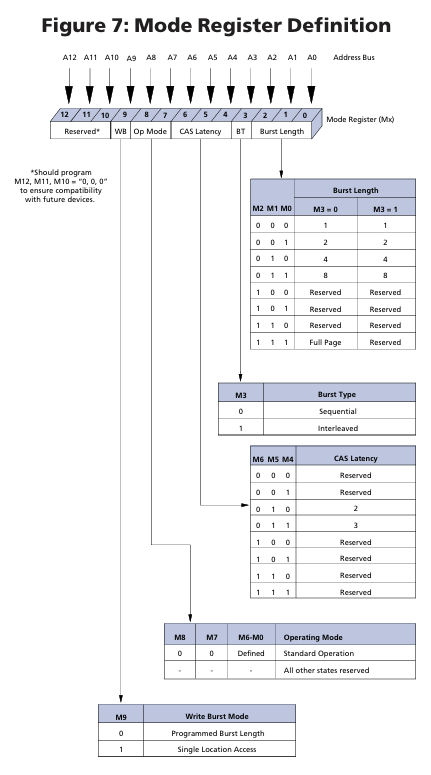 Figure 7: Mode Register Definition
A12 A11 A10 A9 A8 A7 A6 A5 A4 A3 A2 A1 A0 Address Bus
12 11 10 9 8 7 6 5 4 3 2 1 0
Mode Register (Mx)
Reserved* WB Op Mode CAS Latency BT Burst Length
*Should program
M12, M11, M10 = “0, 0, 0”
to ensure compatibility
with future devices.
Burst Length
M2 M1 M0 M3 = 0 M3 = 1
0 0 0 1 1
0 0 1 2 2
0 1 0 4 4
0 1 1 8 8
1 0 0 Reserved Reserved
1 0 1 Reserved Reserved
1 1 0 Reserved Reserved
1 1 1 Full Page Reserved
M3 Burst Type
0 Sequential
1 Interleaved
M6 M5 M4 CAS Latency
0 0 0 Reserved
0 0 1 Reserved
0 1 0 2
0 1 1 3
1 0 0 Reserved
1 0 1 Reserved
1 1 0 Reserved
1 1 1 Reserved
M8 M7 M6-M0 Operating Mode
0 0 Defined Standard Operation
- - - All other states reserved
M9 Write Burst Mode
0 Programmed Burst Length
1 Single Location Access